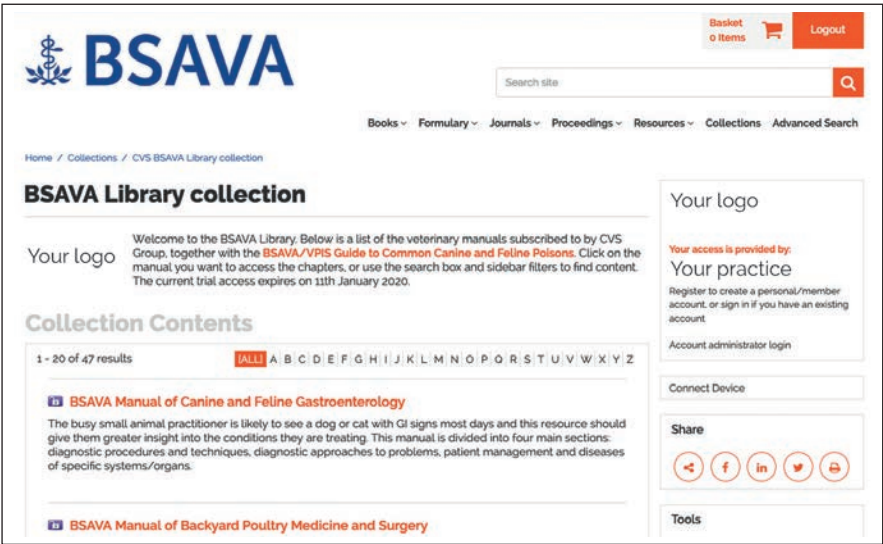 Basket
0 Items
Logout
BSAVA
Search site
Books Formulary Journals Proceedings Resources Collections Advanced Search
Home / Collections / CVS BSAVA Library collection
BSAVA Library collection
Your logo
Welcome to the BSAVA Library. Below is a list of the veterinary manuals subscribed to by CVS
Group, together with the BSAVA/VPIS Guide to Common Canine and Feline Poisons. Click on the
manual you want to access the chapters, or use the search box and sidebar filters to find content.
The current trial access expires on 11th January 2020.
Collection Contents
1 - 20 of 47 results
[ALL] A B C D E F G H I J K L M N O P Q R S T U V W X Y Z
BSAVA Manual of Canine and Feline Gastroenterology
The busy small animal practitioner is likely to see a dog or cat with GI signs most days and this resource should
give them greater insight into the conditions they are treating. This manual is divided into four main sections:
diagnostic procedures and techniques, diagnostic approaches to problems, patient management and diseases
of specific systems/organs.
BSAVA Manual of Backyard Poultry Medicine and Surgery
Your logo
Your access is provided by:
Your practice
Register to create a personal/member
account, or sign in if you have an existing
account
Account administrator login
Connect Device
Share
Tools